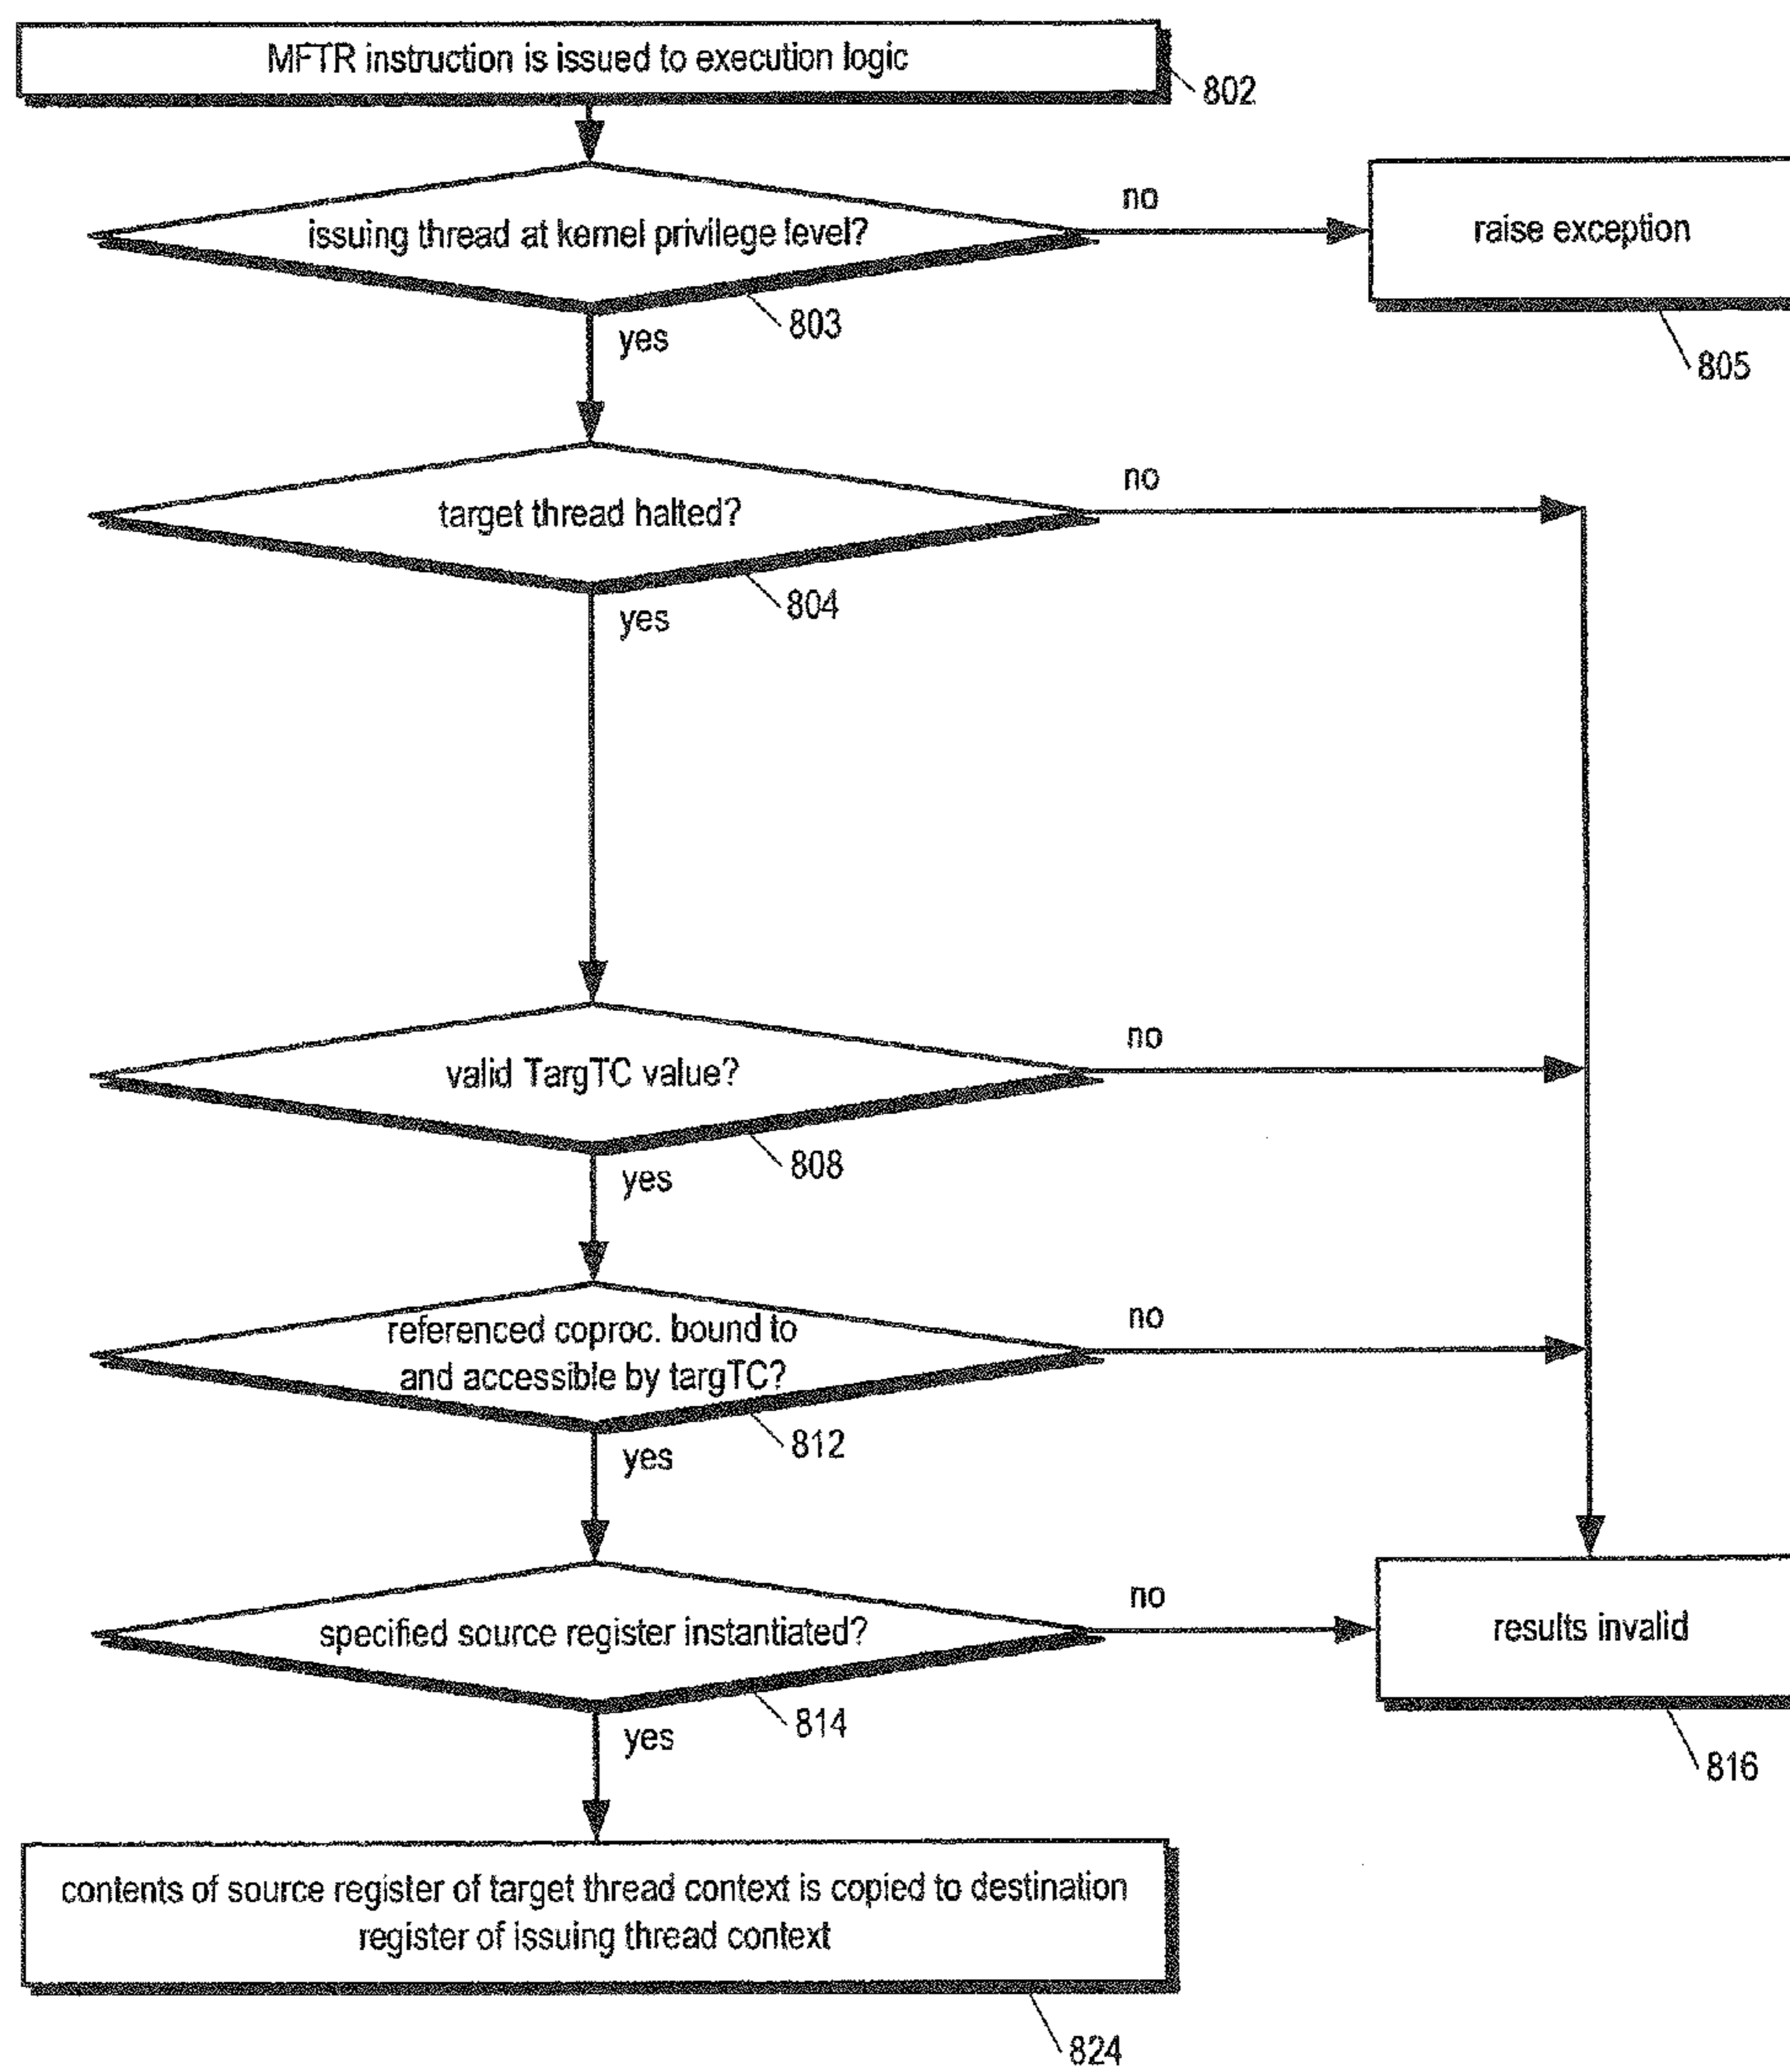 MFTR instruction is issued to execution logic
802
issuing thread at kernel privilege level?
no
raise exception
803
yes
805
target thread halted?
no
804
yes
valid TargTC value?
no
808
yes
referenced coproc. bound to
and accessible by targTC?
no
812
yes
specified source register instantiated?
no
results invalid
814
yes
816
contents of source register of target thread context is copied to destination
register of issuing thread context
824